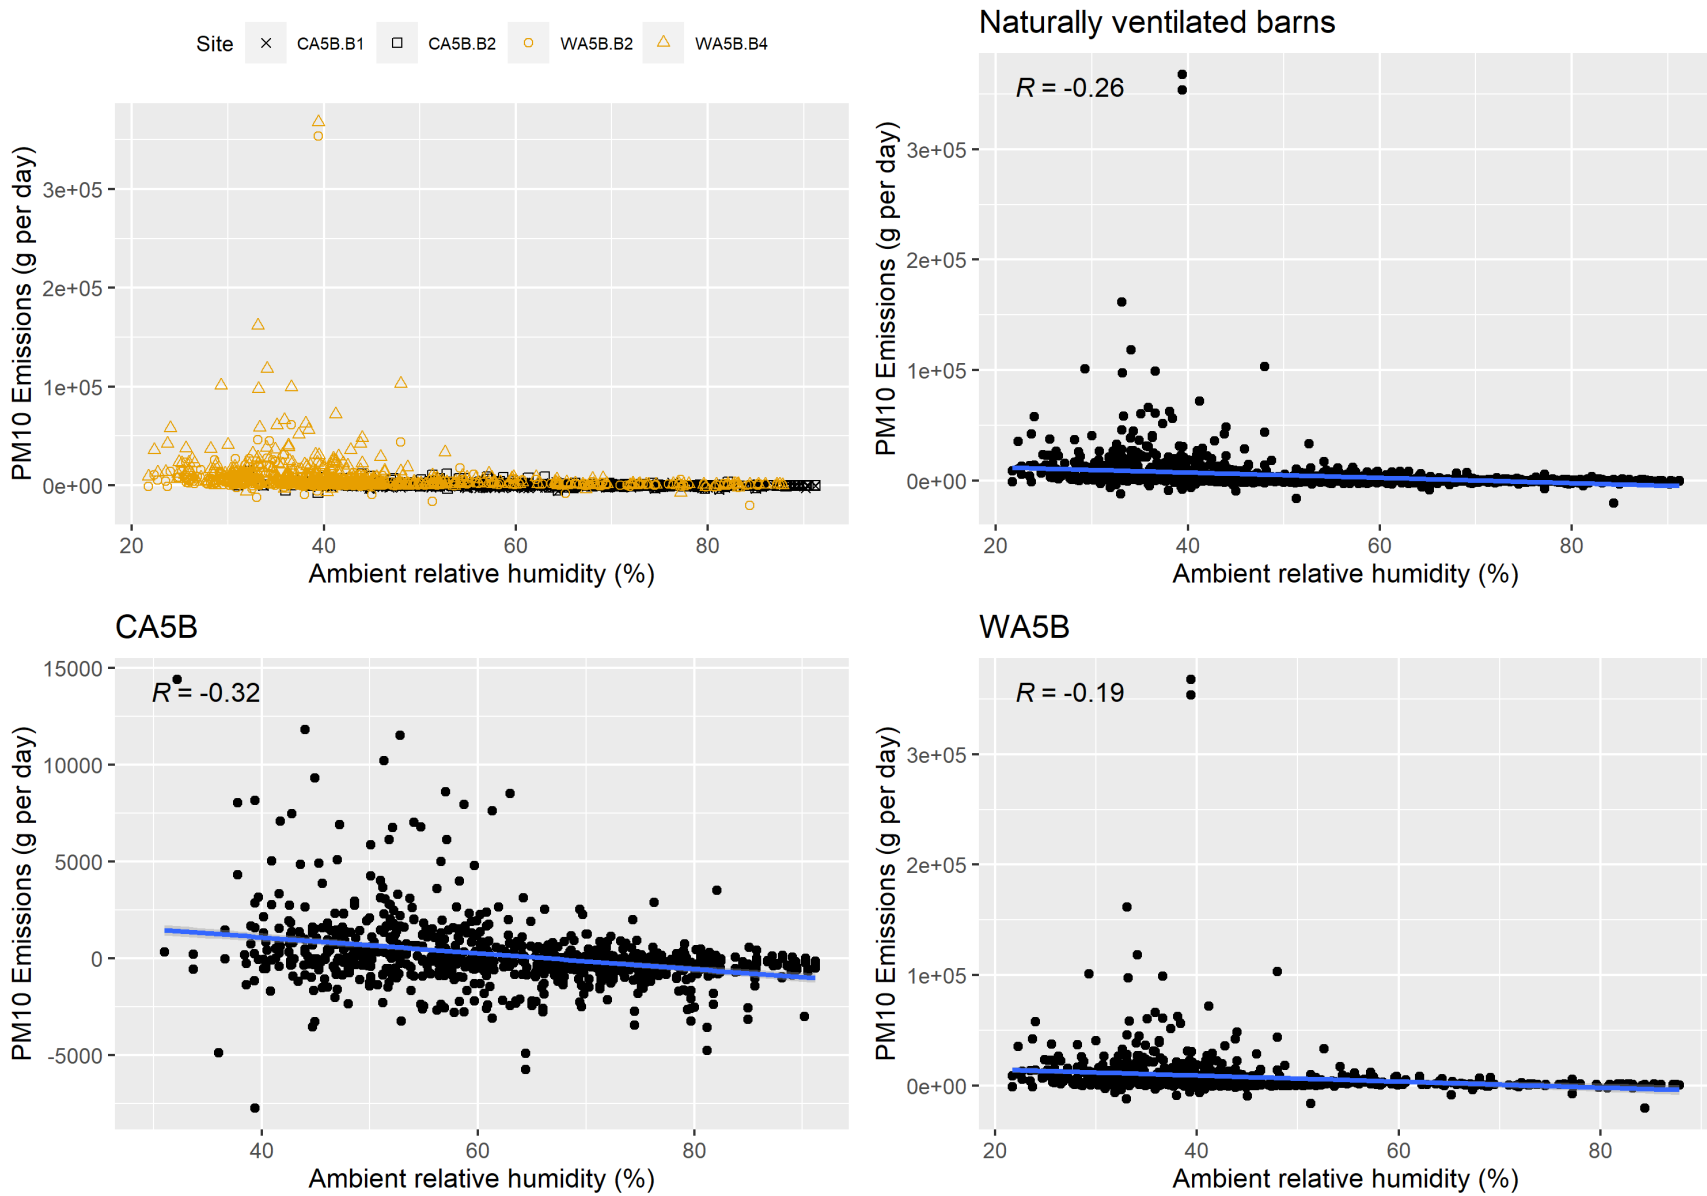 Site CA5B.B1 CA5B.B2 WA5B.B2 WA5B.B4
PM10 Emissions (g per day)
3e+05
2e+05
1e+05
0e+00
20 40 60 80
Ambient relative humidity (%)
Naturally ventilated barns
R = -0.26
PM10 Emissions (g per day)
3e+05
2e+05
1e+05
0e+00
20 40 60 80
Ambient relative humidity (%)
CA5B
R = -0.32
PM10 Emissions (g per day)
15000
10000
5000
0
-5000
40 60 80
Ambient relative humidity (%)
WA5B
R = -0.19
PM10 Emissions (g per day)
3e+05
2e+05
1e+05
0e+00
20 40 60 80
Ambient relative humidity (%)